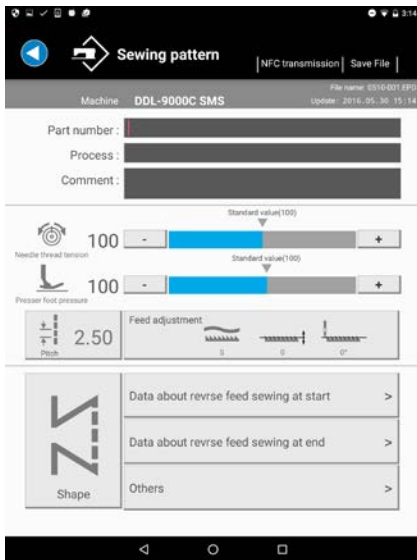 3:14
Sewing pattern
NFC transmission
Save File
File name: 0S10-001.EPD
Machine
DDL-9000C SMS
Update: 2016.05.30 15:14
Part number :
Process :
Comment :
Standard value(100)
100
-
+
Needle thread tension
Standard value(100)
100
-
+
Presser foot pressure
2.50
Pitch
Feed adjustment
S
0
0°
Data about revrse feed sewing at start >
Data about revrse feed sewing at end >
Shape
Others >